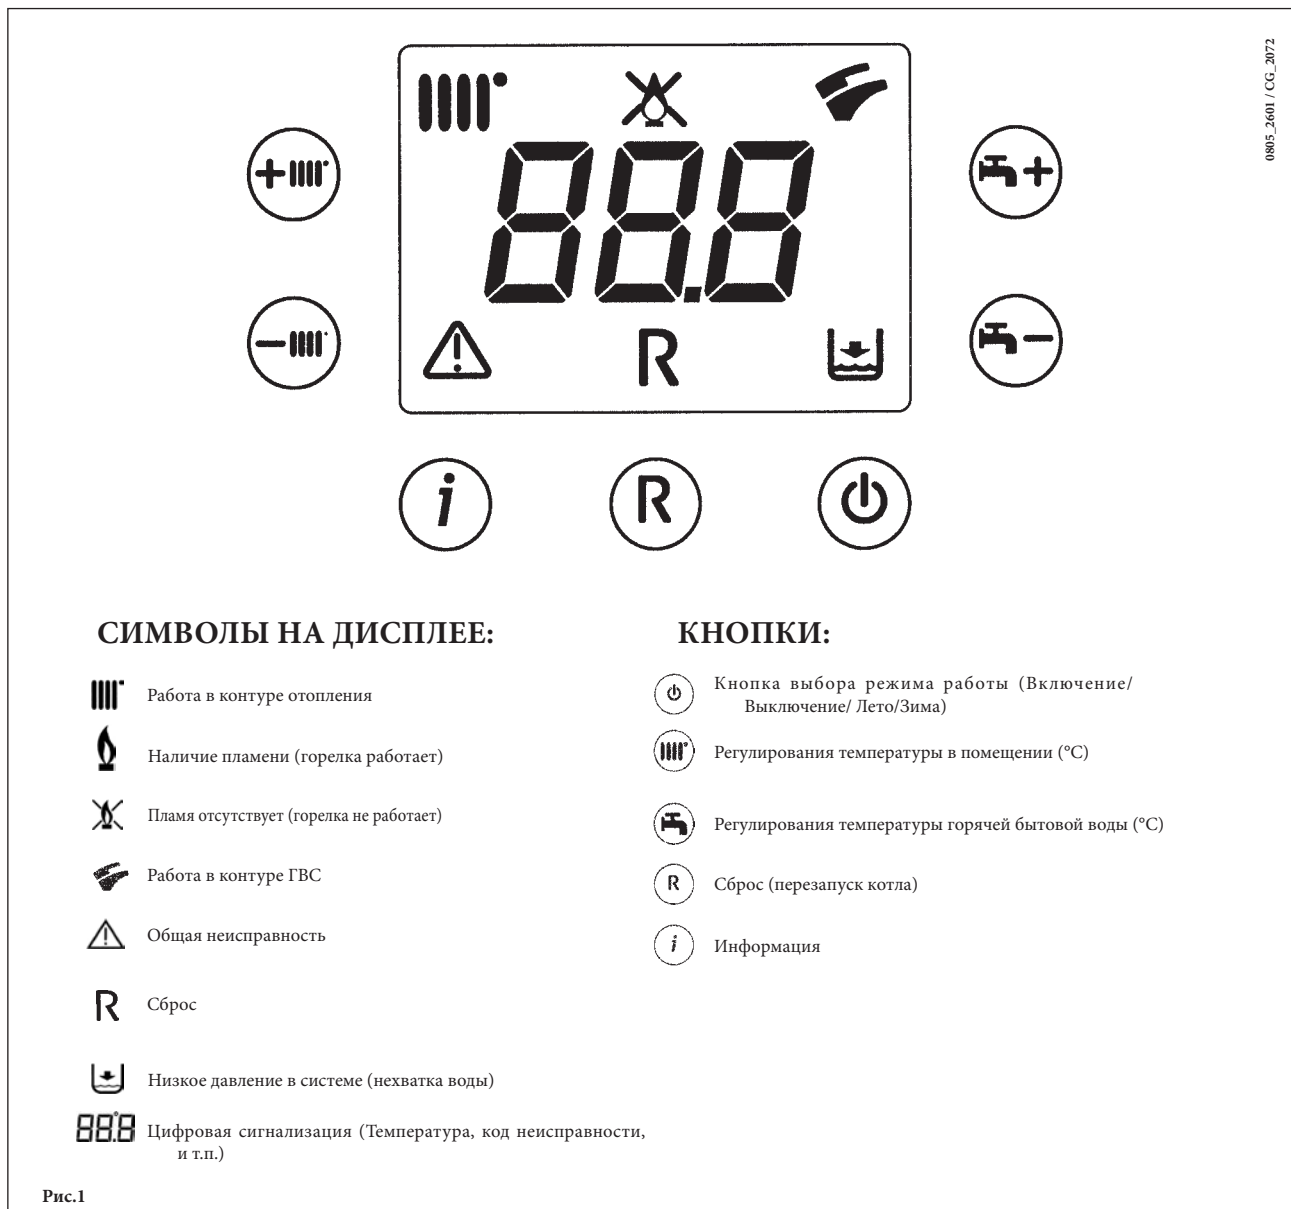 0805_2601 / CG_2072
88.8
R
i
R
СИМВОЛЫ НА ДИСПЛЕЕ:
Работа в контуре отопления
Наличие пламени (горелка работает)
Пламя отсутствует (горелка не работает)
Работа в контуре ГВС
Общая неисправность
R
Сброс
Низкое давление в системе (нехватка воды)
88.8
Цифровая сигнализация (Температура, код неисправности,
и т.п.)
КНОПКИ:
Кнопка выбора режима работы (Включение/
Выключение/ Лето/Зима)
Регулирования температуры в помещении (°C)
Регулирования температуры горячей бытовой воды (°C)
R
Сброс (перезапуск котла)
i
Информация
Рис.1